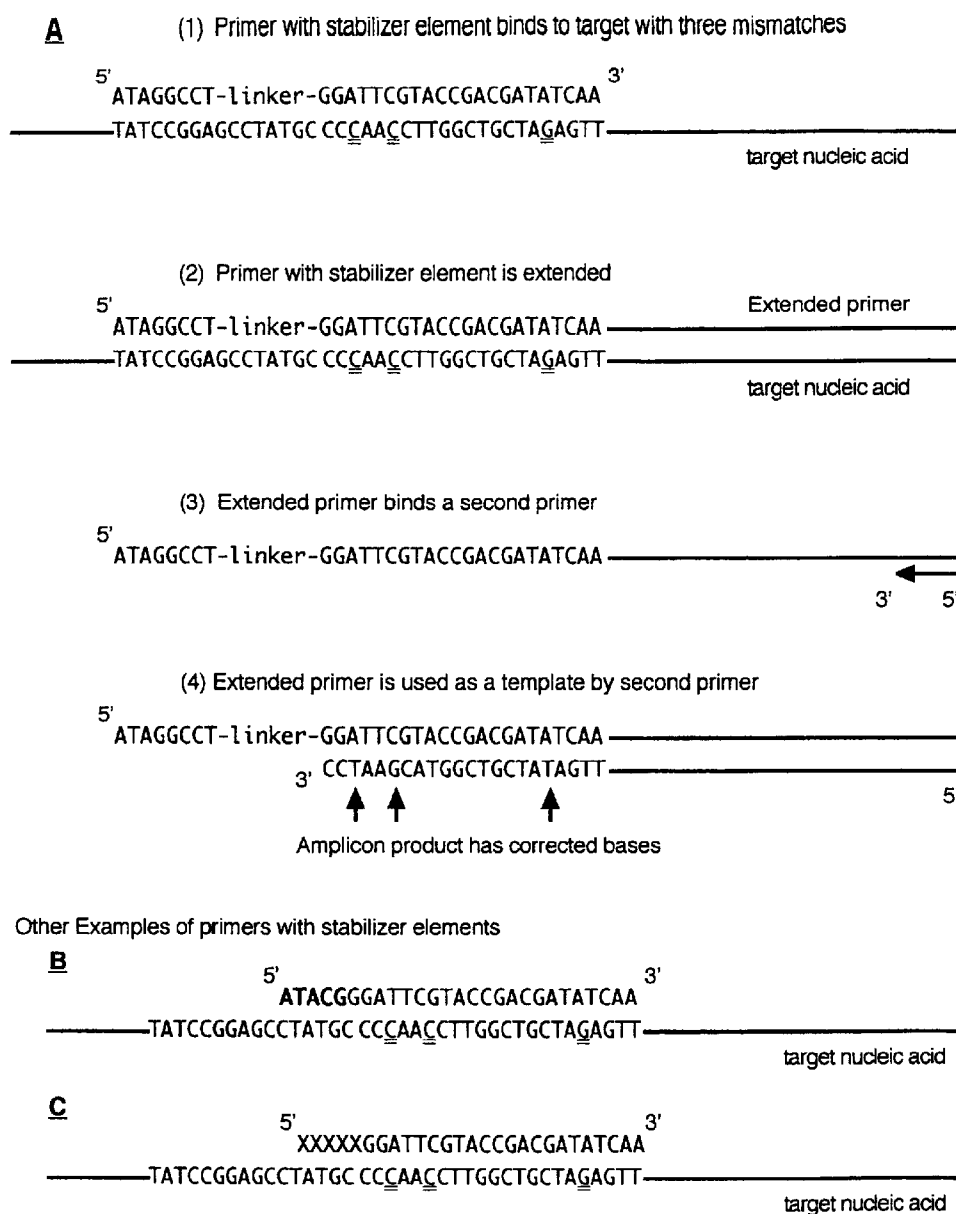 A
(1) Primer with stabilizer element binds to target with three mismatches
5' 3'
ATAGGCCT-linker-GGATTCGTACCGACGATATCAA
TATCCGGAGCCTATGC CCCAACCTTGGCTGCTAGAGTT
target nucleic acid
(2) Primer with stabilizer element is extended
5'
Extended primer
ATAGGCCT-linker-GGATTCGTACCGACGATATCAA
TATCCGGAGCCTATGC CCCAACCTTGGCTGCTAGAGTT
target nucleic acid
(3) Extended primer binds a second primer
5'
ATAGGCCT-linker-GGATTCGTACCGACGATATCAA
3' 5'
(4) Extended primer is used as a template by second primer
5'
ATAGGCCT-linker-GGATTCGTACCGACGATATCAA
3' CCTAAGCATGGCTGCTATAGTT
5'
Amplicon product has corrected bases
Other Examples of primers with stabilizer elements
B
5' 3'
ATACGGGATTCGTACCGACGATATCAA
TATCCGGAGCCTATGC CCCAACCTTGGCTGCTAGAGTT
target nucleic acid
C
5' 3'
XXXXXGGATTCGTACCGACGATATCAA
TATCCGGAGCCTATGC CCCAACCTTGGCTGCTAGAGTT
target nucleic acid